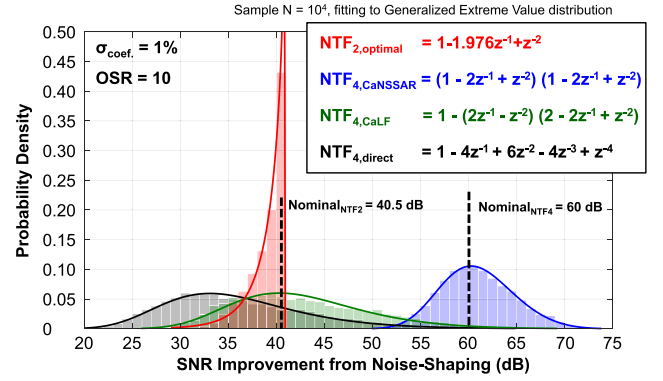 Sample N = 10⁴, fitting to Generalized Extreme Value distribution
σcoef. = 1%
OSR = 10
NTF2,optimal = 1-1.976z⁻¹+z⁻²
NTF4,CaNSSAR = (1 - 2z⁻¹ + z⁻²) (1 - 2z⁻¹ + z⁻²)
NTF4,CaLF = 1 - (2z⁻¹ - z⁻²) (2 - 2z⁻¹ + z⁻²)
NTF4,direct = 1 - 4z⁻¹ + 6z⁻² - 4z⁻³ + z⁻⁴
NominalNTF2 = 40.5 dB
NominalNTF4 = 60 dB
Probability Density
0.50
0.45
0.40
0.35
0.30
0.25
0.20
0.15
0.10
0.05
0
20 25 30 35 40 45 50 55 60 65 70 75
SNR Improvement from Noise-Shaping (dB)